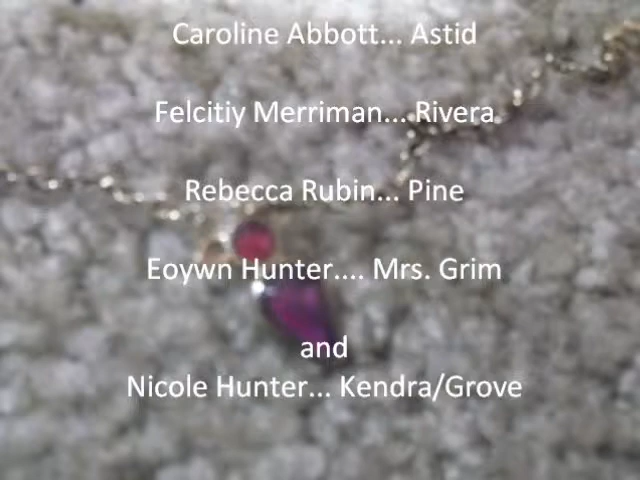 Caroline Abbott... Astid
Felcitiy Merriman... Rivera
Rebecca Rubin... Pine
Eoywn Hunter.... Mrs. Grim
and
Nicole Hunter... Kendra/Grove